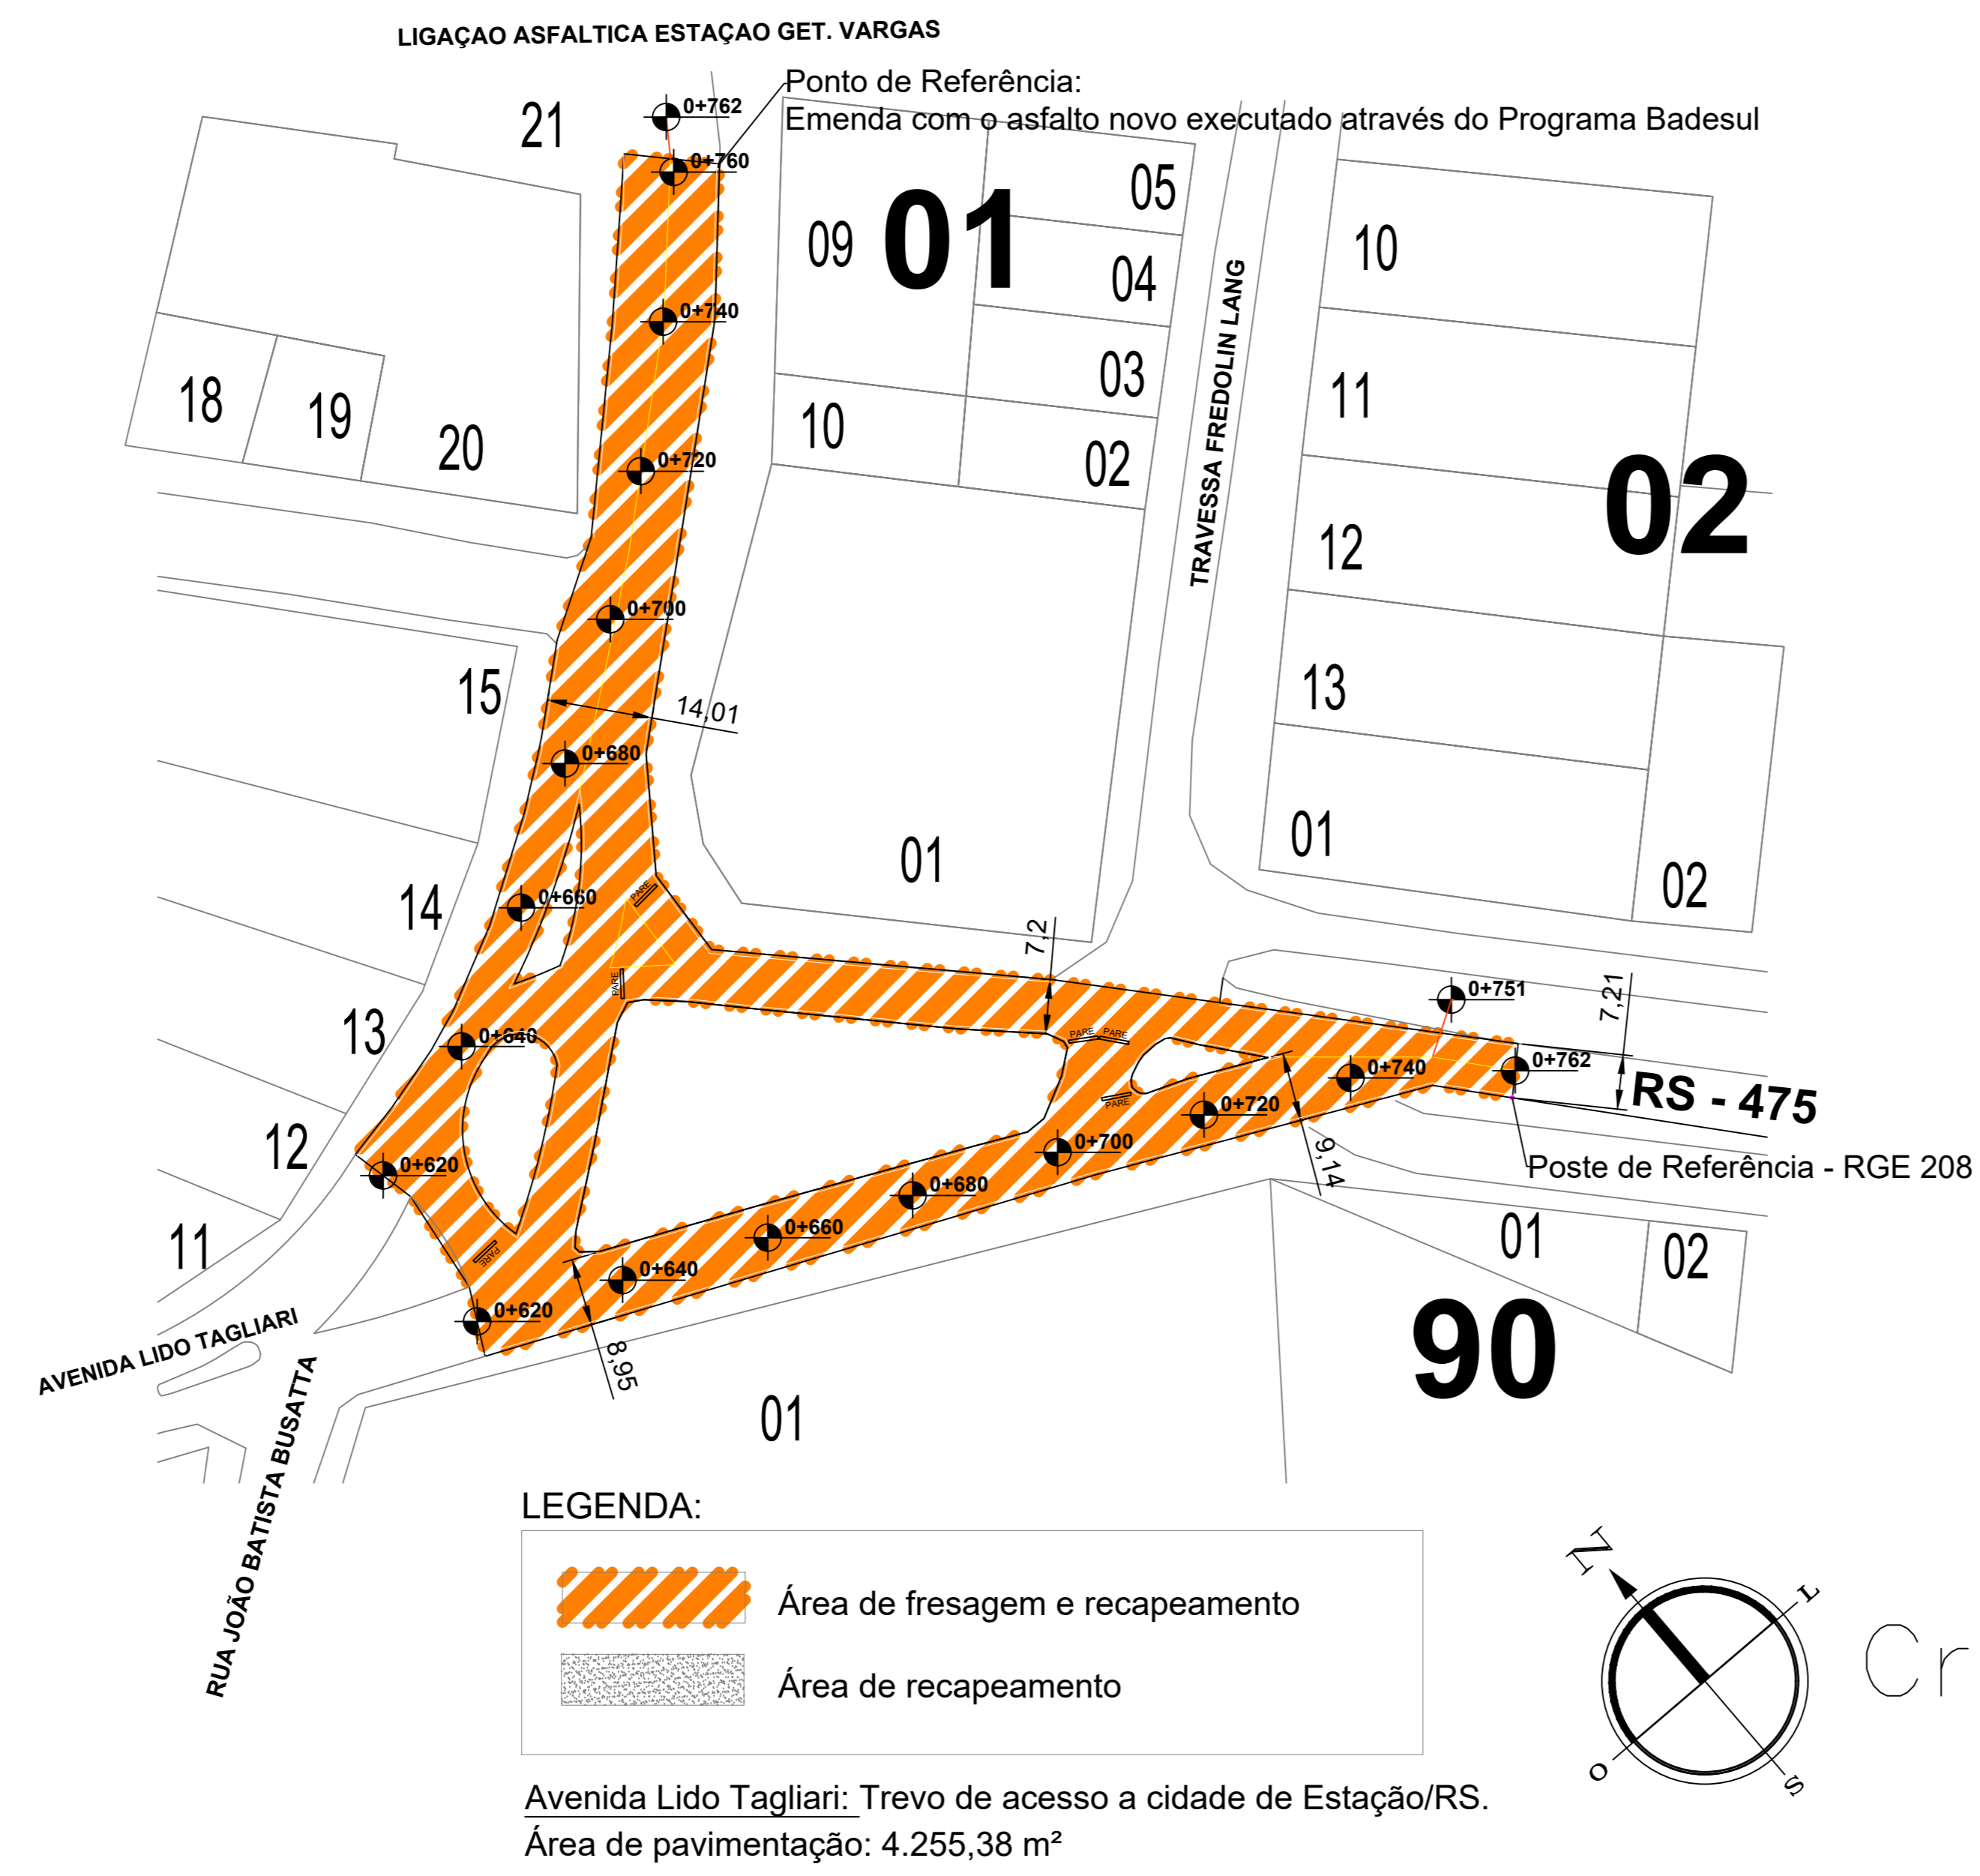 LIGAÇAO ASFALTICA ESTAÇAO GET. VARGAS
Ponto de Referência:
Emenda com o asfalto novo executado através do Programa Badesul
21
0+762
0+760
01
09
05
04
03
10
02
0+740
0+720
0+700
14,01
0+680
0+660
0+640
0+620
18
19
20
15
14
13
12
11
01
TRAVESSA FREDOLIN LANG
10
11
12
13
01
02
02
PARE
PARE
7,2
PARE
PARE
PARE
PARE
0+751
7,21
0+762
RS - 475
Poste de Referência - RGE 208
0+740
0+720
9,14
0+700
0+680
0+660
0+640
0+620
8,95
01
02
90
01
AVENIDA LIDO TAGLIARI
RUA JOÃO BATISTA BUSATTA
LEGENDA:
Área de fresagem e recapeamento
Área de recapeamento
N
L
O
S
Cr
Avenida Lido Tagliari: Trevo de acesso a cidade de Estação/RS.
Área de pavimentação: 4.255,38 m²